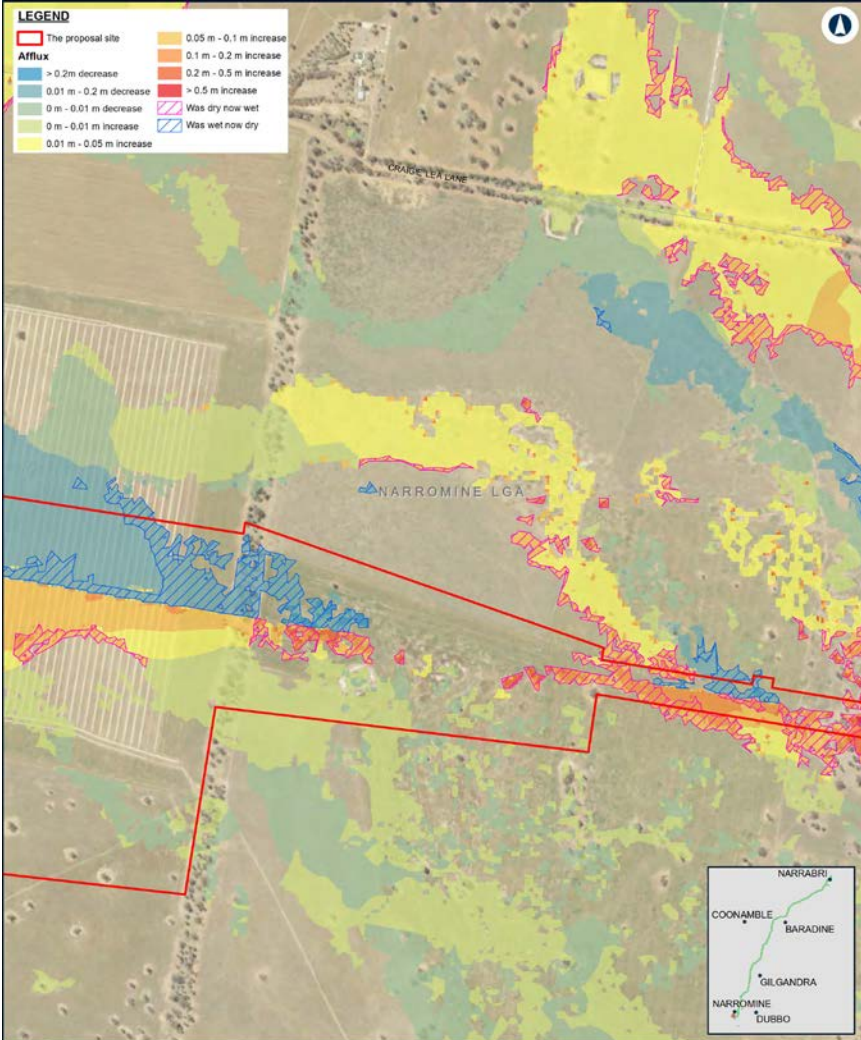 LEGEND
The proposal site
Afflux
> 0.2m decrease
0.01 m - 0.2 m decrease
0 m - 0.01 m decrease
0 m - 0.01 m increase
0.01 m - 0.05 m increase
0.05 m - 0.1 m increase
0.1 m - 0.2 m increase
0.2 m - 0.5 m increase
> 0.5 m increase
Was dry now wet
Was wet now dry
CRAIGIE LEA LANE
NARROMINE LGA
NARRABRI
COONAMBLE
BARADINE
GILGANDRA
NARROMINE
DUBBO